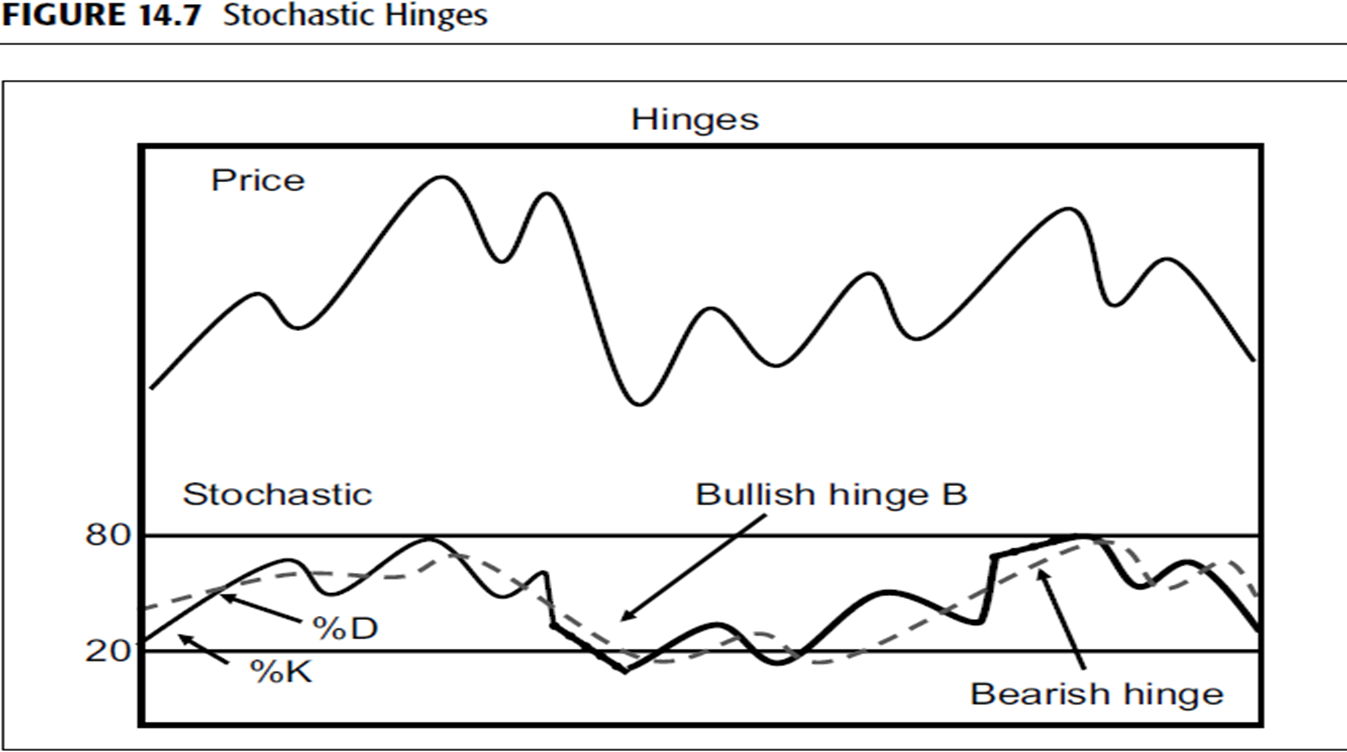 FIGURE 14.7 Stochastic Hinges
Hinges
Price
Stochastic
Bullish hinge B
80
%D
20
%K
Bearish hinge